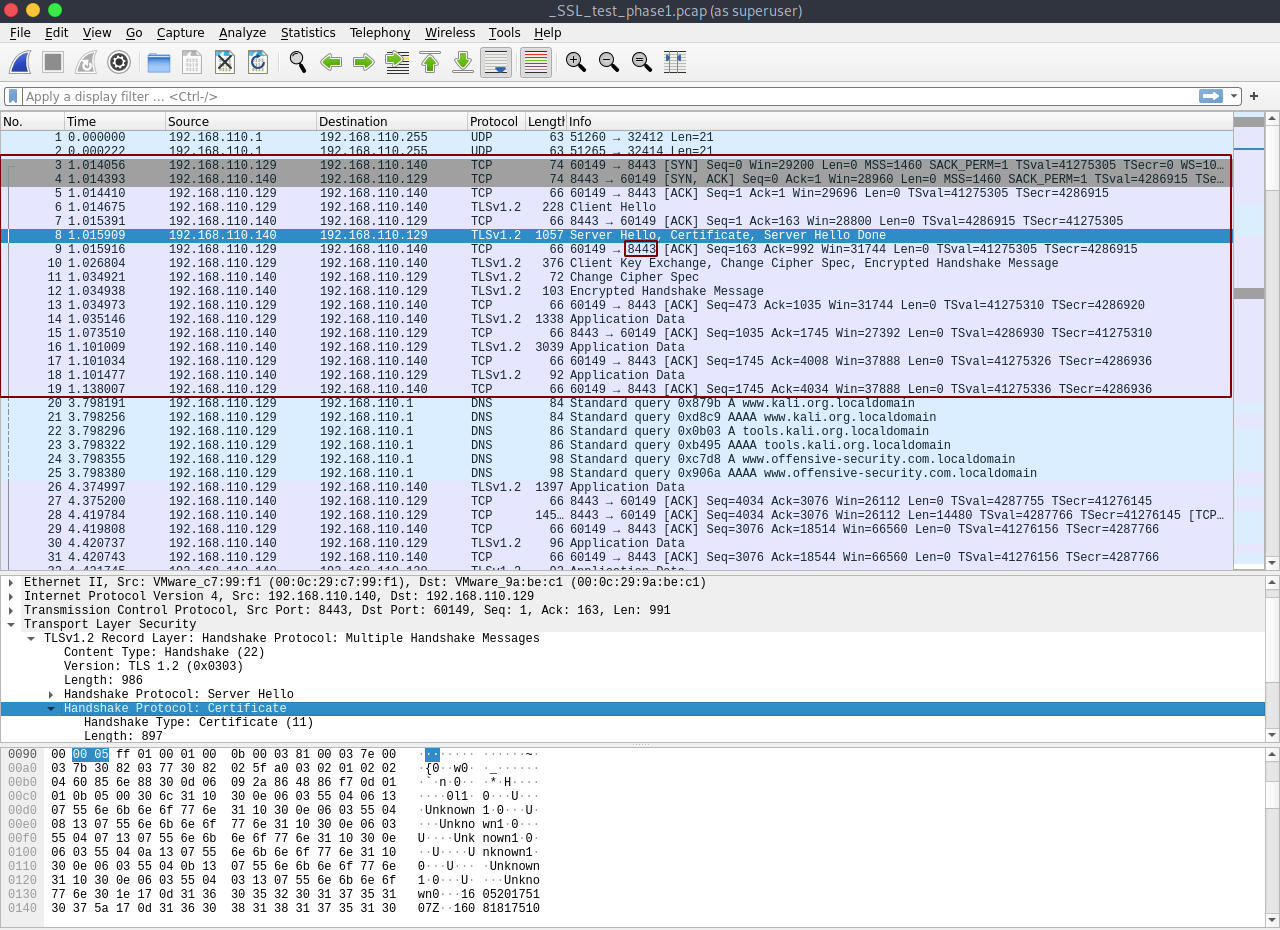 _SSL_test_phase1.pcap (as superuser)
File Edit View Go Capture Analyze Statistics Telephony Wireless Tools Help
Apply a display filter ... <Ctrl-/>
No. Time Source Destination Protocol Length Info
1 0.000000 192.168.110.1 192.168.110.255 UDP 63 51260 → 32412 Len=21
2 0.000222 192.168.110.1 192.168.110.255 UDP 63 51265 → 32414 Len=21
3 1.014056 192.168.110.129 192.168.110.140 TCP 74 60149 → 8443 [SYN] Seq=0 Win=29200 Len=0 MSS=1460 SACK_PERM=1 TSval=41275305 TSecr=0 WS=10…
4 1.014393 192.168.110.140 192.168.110.129 TCP 74 8443 → 60149 [SYN, ACK] Seq=0 Ack=1 Win=28960 Len=0 MSS=1460 SACK_PERM=1 TSval=4286915 TSe…
5 1.014410 192.168.110.129 192.168.110.140 TCP 66 60149 → 8443 [ACK] Seq=1 Ack=1 Win=29696 Len=0 TSval=41275305 TSecr=4286915
6 1.014675 192.168.110.129 192.168.110.140 TLSv1.2 228 Client Hello
7 1.015391 192.168.110.140 192.168.110.129 TCP 66 8443 → 60149 [ACK] Seq=1 Ack=163 Win=28800 Len=0 TSval=4286915 TSecr=41275305
8 1.015909 192.168.110.140 192.168.110.129 TLSv1.2 1057 Server Hello, Certificate, Server Hello Done
9 1.015916 192.168.110.129 192.168.110.140 TCP 66 60149 → 8443 [ACK] Seq=163 Ack=992 Win=31744 Len=0 TSval=41275305 TSecr=4286915
10 1.026804 192.168.110.129 192.168.110.140 TLSv1.2 376 Client Key Exchange, Change Cipher Spec, Encrypted Handshake Message
11 1.034921 192.168.110.140 192.168.110.129 TLSv1.2 72 Change Cipher Spec
12 1.034938 192.168.110.140 192.168.110.129 TLSv1.2 103 Encrypted Handshake Message
13 1.034973 192.168.110.129 192.168.110.140 TCP 66 60149 → 8443 [ACK] Seq=473 Ack=1035 Win=31744 Len=0 TSval=41275310 TSecr=4286920
14 1.035146 192.168.110.129 192.168.110.140 TLSv1.2 1338 Application Data
15 1.073510 192.168.110.140 192.168.110.129 TCP 66 8443 → 60149 [ACK] Seq=1035 Ack=1745 Win=27392 Len=0 TSval=4286930 TSecr=41275310
16 1.101009 192.168.110.140 192.168.110.129 TLSv1.2 3039 Application Data
17 1.101034 192.168.110.129 192.168.110.140 TCP 66 60149 → 8443 [ACK] Seq=1745 Ack=4008 Win=37888 Len=0 TSval=41275326 TSecr=4286936
18 1.101477 192.168.110.140 192.168.110.129 TLSv1.2 92 Application Data
19 1.138007 192.168.110.129 192.168.110.140 TCP 66 60149 → 8443 [ACK] Seq=1745 Ack=4034 Win=37888 Len=0 TSval=41275336 TSecr=4286936
20 3.798191 192.168.110.129 192.168.110.1 DNS 84 Standard query 0x879b A www.kali.org.localdomain
21 3.798256 192.168.110.129 192.168.110.1 DNS 84 Standard query 0xd8c9 AAAA www.kali.org.localdomain
22 3.798296 192.168.110.129 192.168.110.1 DNS 86 Standard query 0x0b03 A tools.kali.org.localdomain
23 3.798322 192.168.110.129 192.168.110.1 DNS 86 Standard query 0xb495 AAAA tools.kali.org.localdomain
24 3.798355 192.168.110.129 192.168.110.1 DNS 98 Standard query 0xc7d8 A www.offensive-security.com.localdomain
25 3.798380 192.168.110.129 192.168.110.1 DNS 98 Standard query 0x906a AAAA www.offensive-security.com.localdomain
26 4.374997 192.168.110.129 192.168.110.140 TLSv1.2 1397 Application Data
27 4.375200 192.168.110.140 192.168.110.129 TCP 66 8443 → 60149 [ACK] Seq=4034 Ack=3076 Win=26112 Len=0 TSval=4287755 TSecr=41276145
28 4.419784 192.168.110.140 192.168.110.129 TCP 145… 8443 → 60149 [ACK] Seq=4034 Ack=3076 Win=26112 Len=14480 TSval=4287766 TSecr=41276145 [TCP…
29 4.419808 192.168.110.129 192.168.110.140 TCP 66 60149 → 8443 [ACK] Seq=3076 Ack=18514 Win=66560 Len=0 TSval=41276156 TSecr=4287766
30 4.420737 192.168.110.140 192.168.110.129 TLSv1.2 96 Application Data
31 4.420743 192.168.110.129 192.168.110.140 TCP 66 60149 → 8443 [ACK] Seq=3076 Ack=18544 Win=66560 Len=0 TSval=41276156 TSecr=4287766
Ethernet II, Src: VMware_c7:99:f1 (00:0c:29:c7:99:f1), Dst: VMware_9a:be:c1 (00:0c:29:9a:be:c1)
Internet Protocol Version 4, Src: 192.168.110.140, Dst: 192.168.110.129
Transmission Control Protocol, Src Port: 8443, Dst Port: 60149, Seq: 1, Ack: 163, Len: 991
Transport Layer Security
TLSv1.2 Record Layer: Handshake Protocol: Multiple Handshake Messages
Content Type: Handshake (22)
Version: TLS 1.2 (0x0303)
Length: 986
Handshake Protocol: Server Hello
Handshake Protocol: Certificate
Handshake Type: Certificate (11)
Length: 897
0090 00 00 05 ff 01 00 01 00 0b 00 03 81 00 03 7e 00 ········ ······~·
00a0 03 7b 30 82 03 77 30 82 02 5f a0 03 02 01 02 02 ·{0··w0· ·_······
00b0 04 60 85 6e 88 30 0d 06 09 2a 86 48 86 f7 0d 01 ·`·n·0·· ·*·H····
00c0 01 0b 05 00 30 6c 31 10 30 0e 06 03 55 04 06 13 ····0l1· 0···U···
00d0 07 55 6e 6b 6e 6f 77 6e 31 10 30 0e 06 03 55 04 ·Unknown 1·0···U·
00e0 08 13 07 55 6e 6b 6e 6f 77 6e 31 10 30 0e 06 03 ···Unkno wn1·0···
00f0 55 04 07 13 07 55 6e 6b 6e 6f 77 6e 31 10 30 0e U····Unk nown1·0·
0100 06 03 55 04 0a 13 07 55 6e 6b 6e 6f 77 6e 31 10 ··U····U nknown1·
0110 30 0e 06 03 55 04 0b 13 07 55 6e 6b 6e 6f 77 6e 0···U··· ·Unknown
0120 31 10 30 0e 06 03 55 04 03 13 07 55 6e 6b 6e 6f 1·0···U· ···Unkno
0130 77 6e 30 1e 17 0d 31 36 30 35 32 30 31 37 35 31 wn0···16 05201751
0140 30 37 5a 17 0d 31 36 30 38 31 38 31 37 35 31 30 07Z··160 81817510